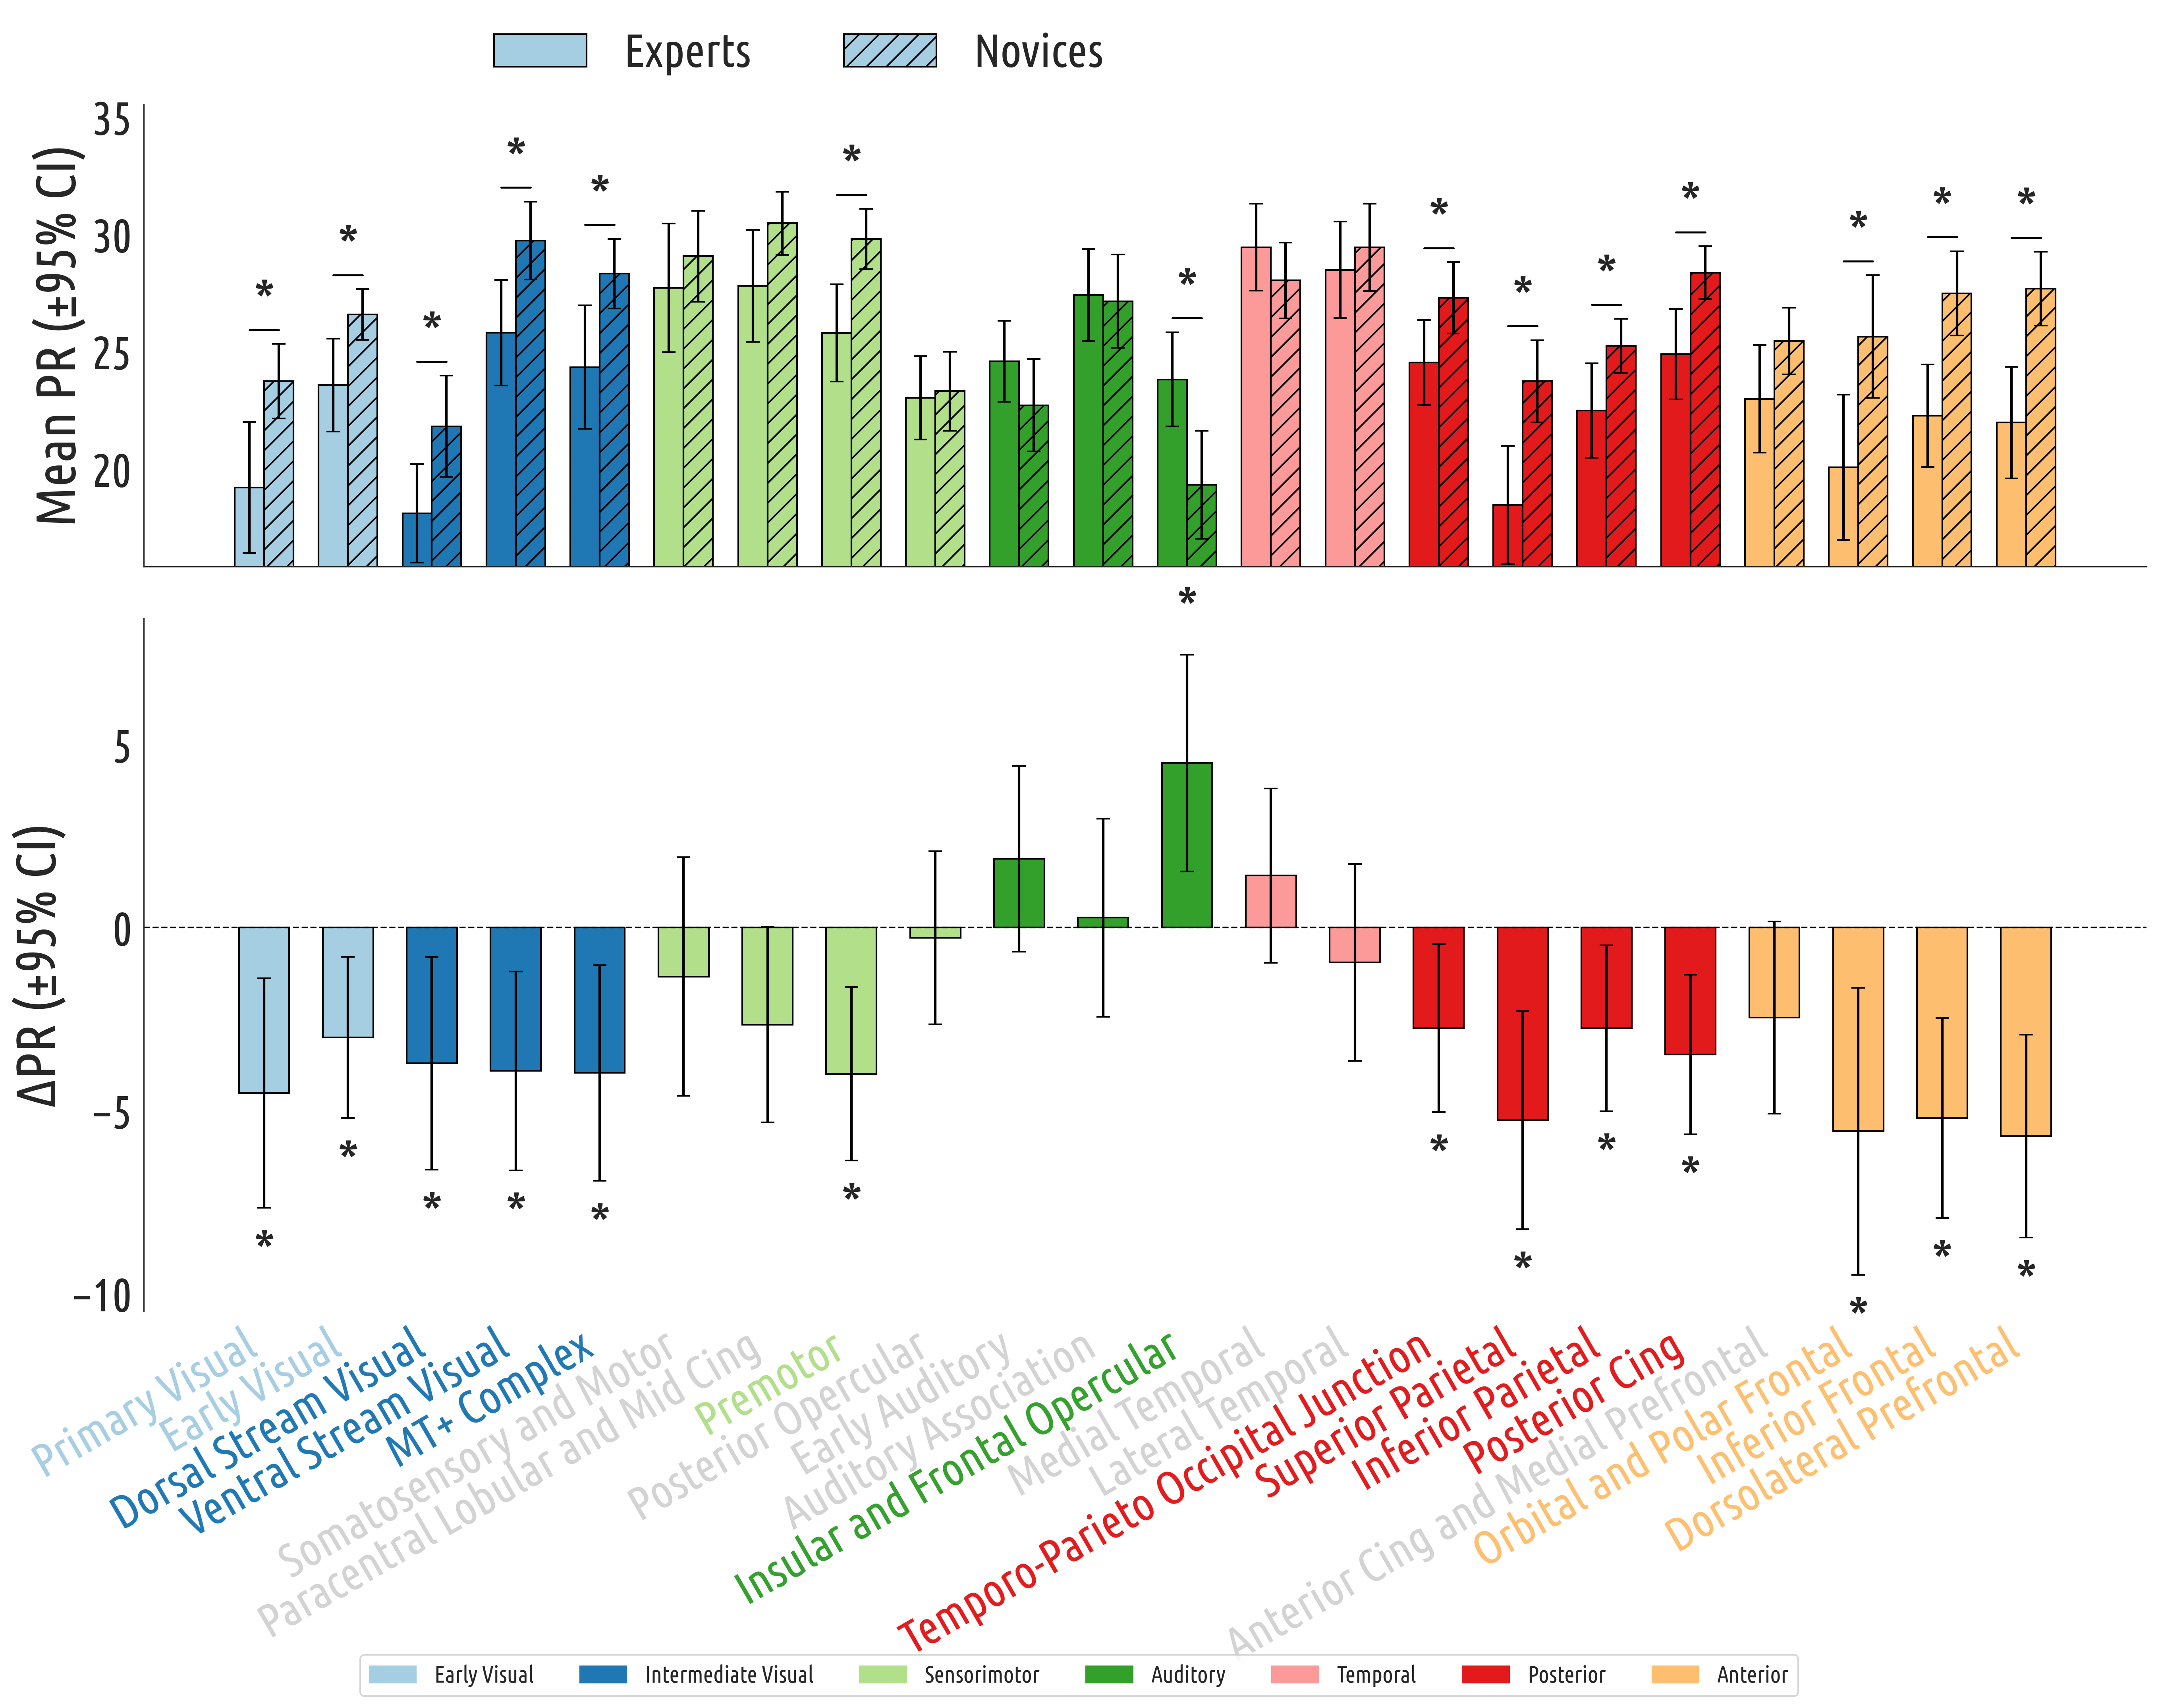 Experts Novices
Mean PR (±95% CI)
35
30
25
20
* * * * * * * * * * * * * *
*
ΔPR (±95% CI)
5
0
−5
−10
* * * * * * * * * * * * *
Primary Visual
Early Visual
Dorsal Stream Visual
Ventral Stream Visual
MT+ Complex
Somatosensory and Motor
Paracentral Lobular and Mid Cing
Premotor
Posterior Opercular
Early Auditory
Auditory Association
Insular and Frontal Opercular
Medial Temporal
Lateral Temporal
Temporo-Parieto Occipital Junction
Superior Parietal
Inferior Parietal
Posterior Cing
Anterior Cing and Medial Prefrontal
Orbital and Polar Frontal
Inferior Frontal
Dorsolateral Prefrontal
Early Visual Intermediate Visual Sensorimotor Auditory Temporal Posterior Anterior